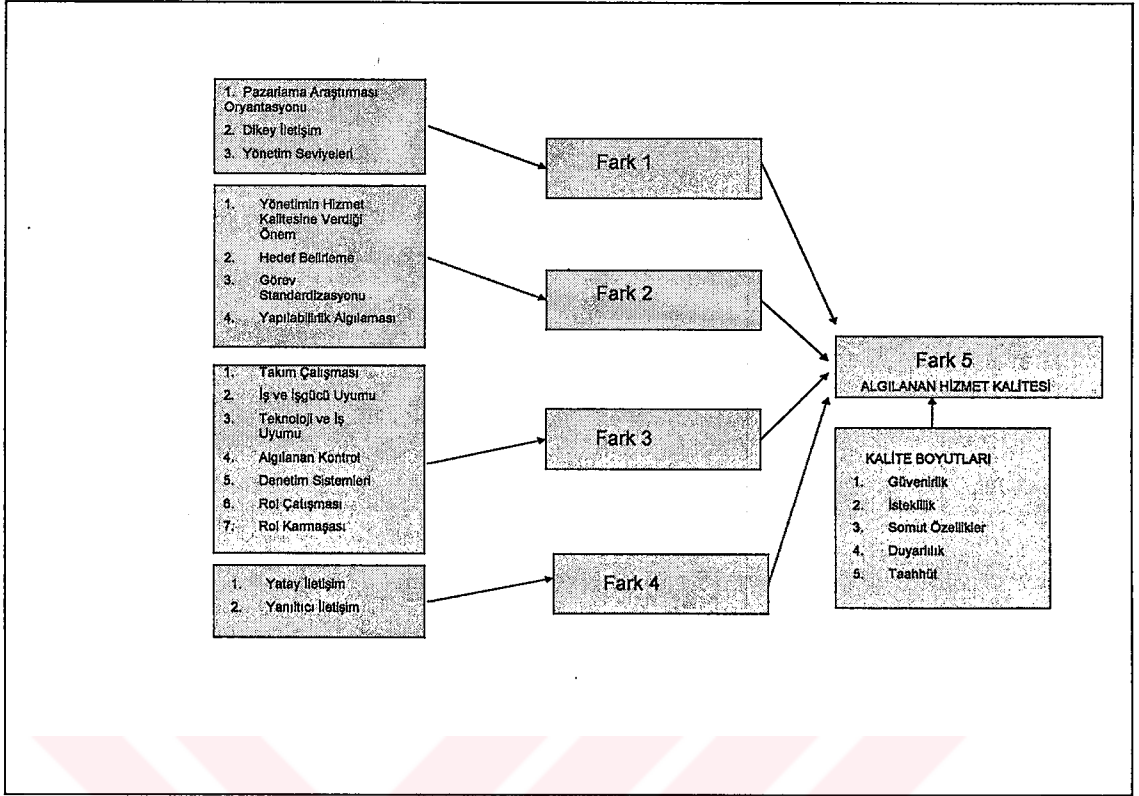 1. Pazarlama Araştırması
Oryantasyonu
2. Dikey İletişim
3. Yönetim Seviyeleri
Fark 1
1. Yönetimin Hizmet
Kalitesine Verdiği
Önem
2. Hedef Belirleme
3. Görev
Standardizasyonu
4. Yapılabilirlik Algılaması
Fark 2
1. Takım Çalışması
2. İş ve İşgücü Uyumu
3. Teknoloji ve İş
Uyumu
4. Algılanan Kontrol
5. Denetim Sistemleri
6. Rol Çatışması
7. Rol Karmaşası
Fark 3
1. Yatay İletişim
2. Yanıltıcı İletişim
Fark 4
Fark 5
ALGILANAN HİZMET KALİTESİ
KALİTE BOYUTLARI
1. Güvenirlik
2. İsteklilik
3. Somut Özellikler
4. Duyarlılık
5. Taahhüt